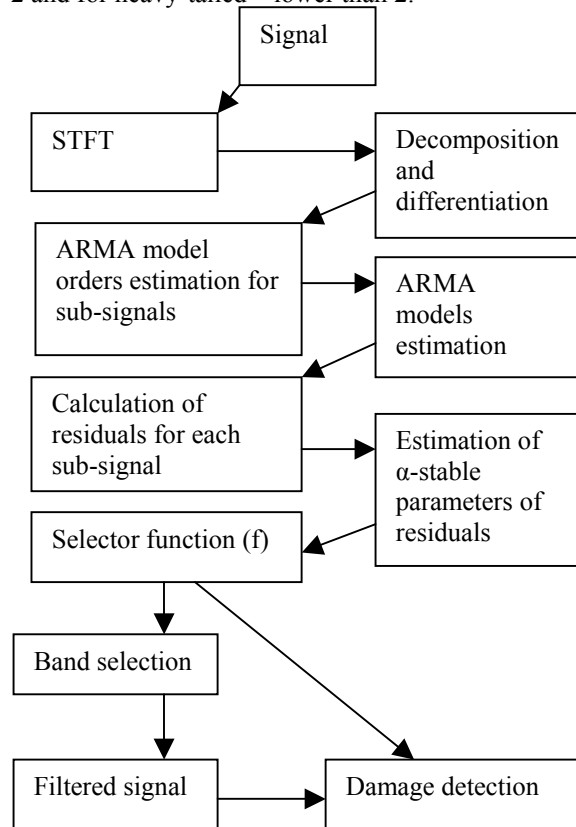 2 and for heavy-tailed – lower than 2.
Signal
STFT
Decomposition
and
differentiation
ARMA model
orders estimation for
sub-signals
ARMA
models
estimation
Calculation of
residuals for each
sub-signal
Estimation of
α-stable
parameters of
residuals
Selector function (f)
Band selection
Filtered signal
Damage detection